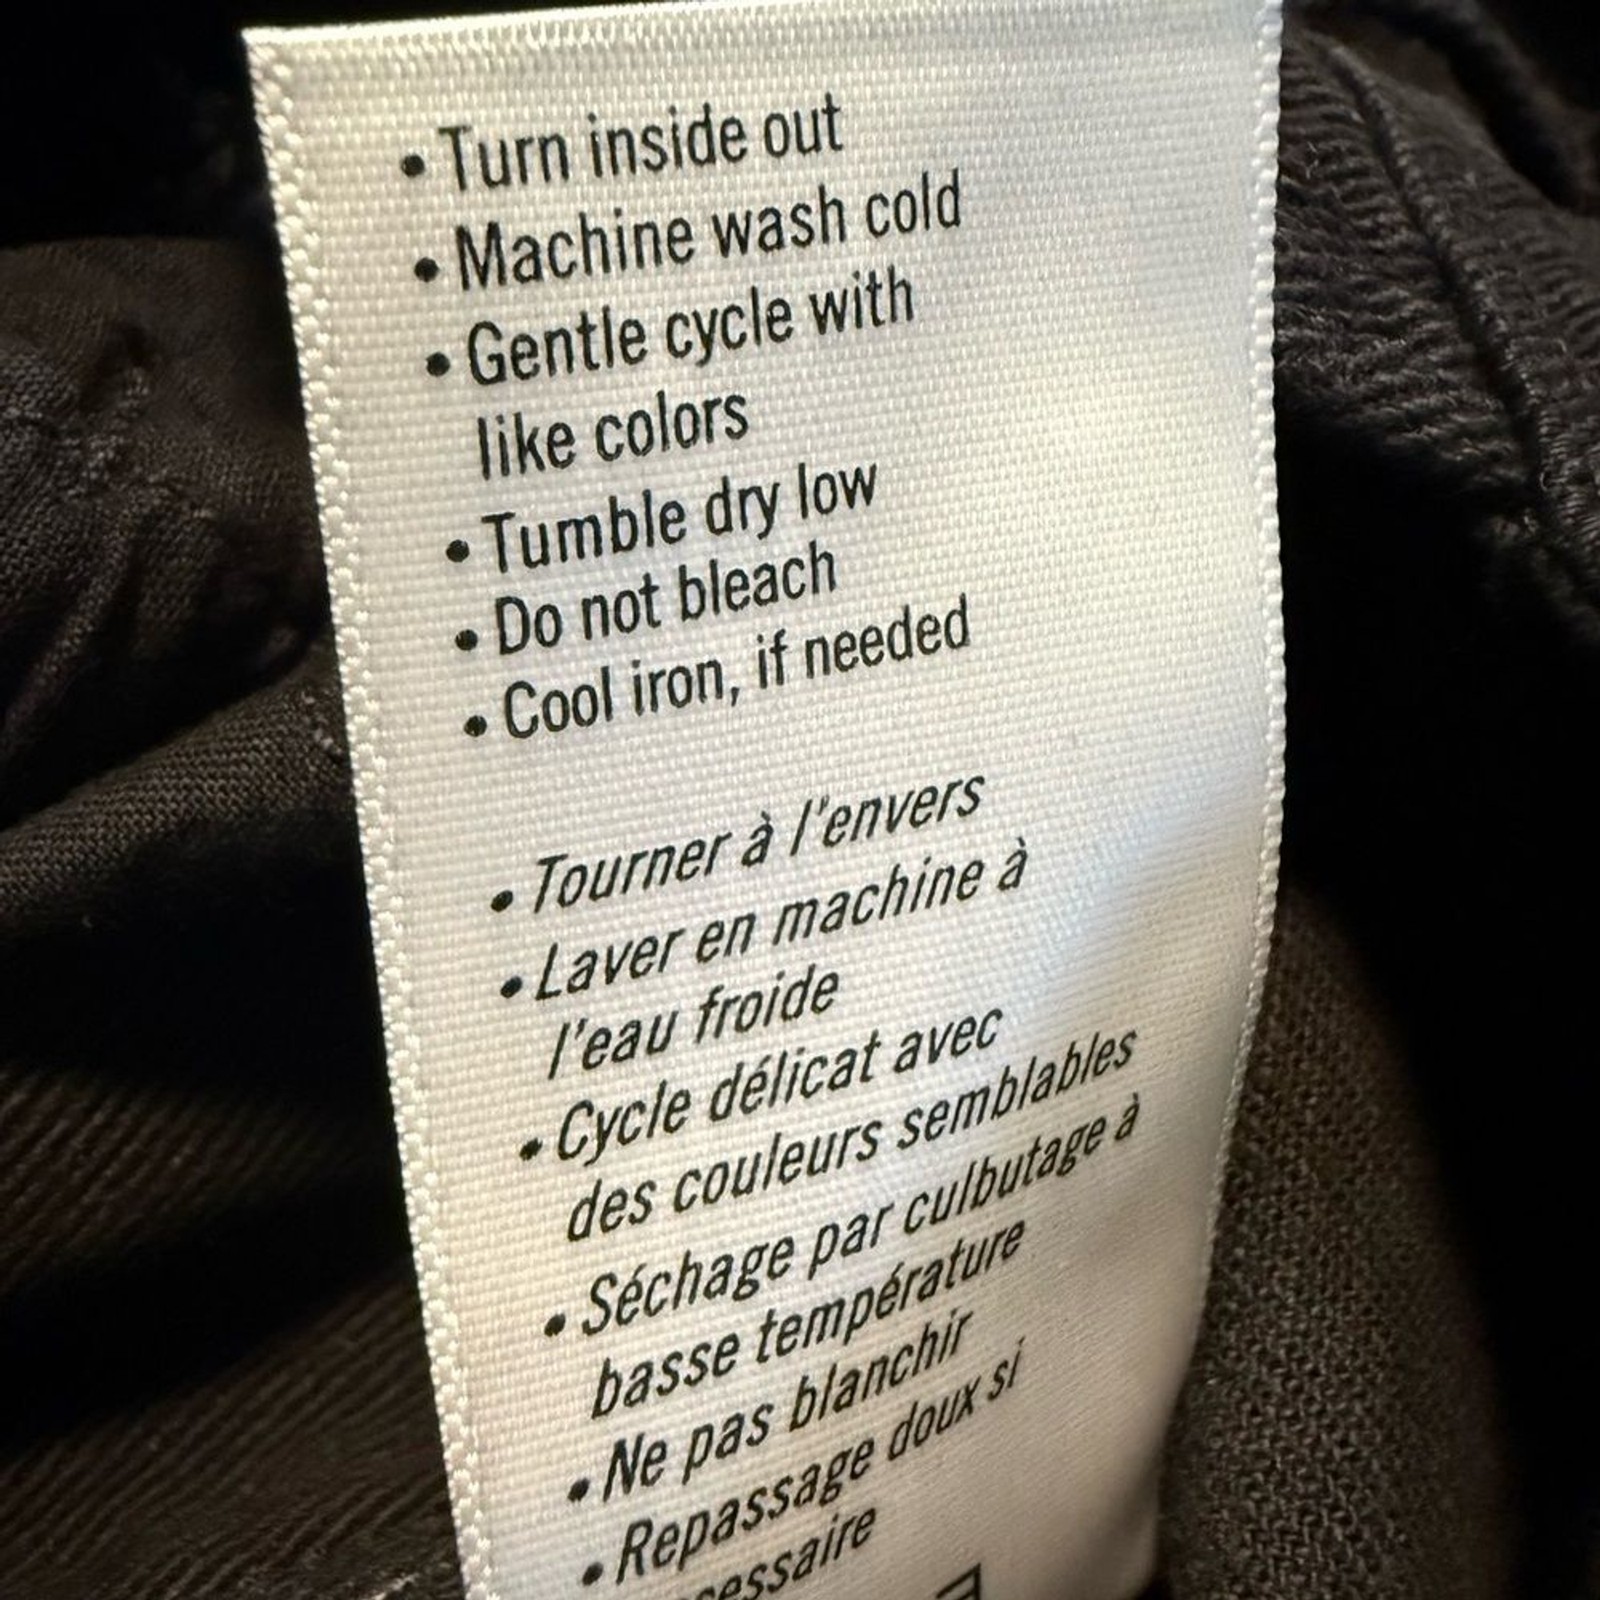 • Turn inside out
• Machine wash cold
• Gentle cycle with
like colors
• Tumble dry low
• Do not bleach
• Cool iron, if needed
• Tourner à l'envers
• Laver en machine à
l'eau froide
• Cycle délicat avec
des couleurs semblables
• Séchage par culbutage à
basse température
• Ne pas blanchir
• Repassage doux si